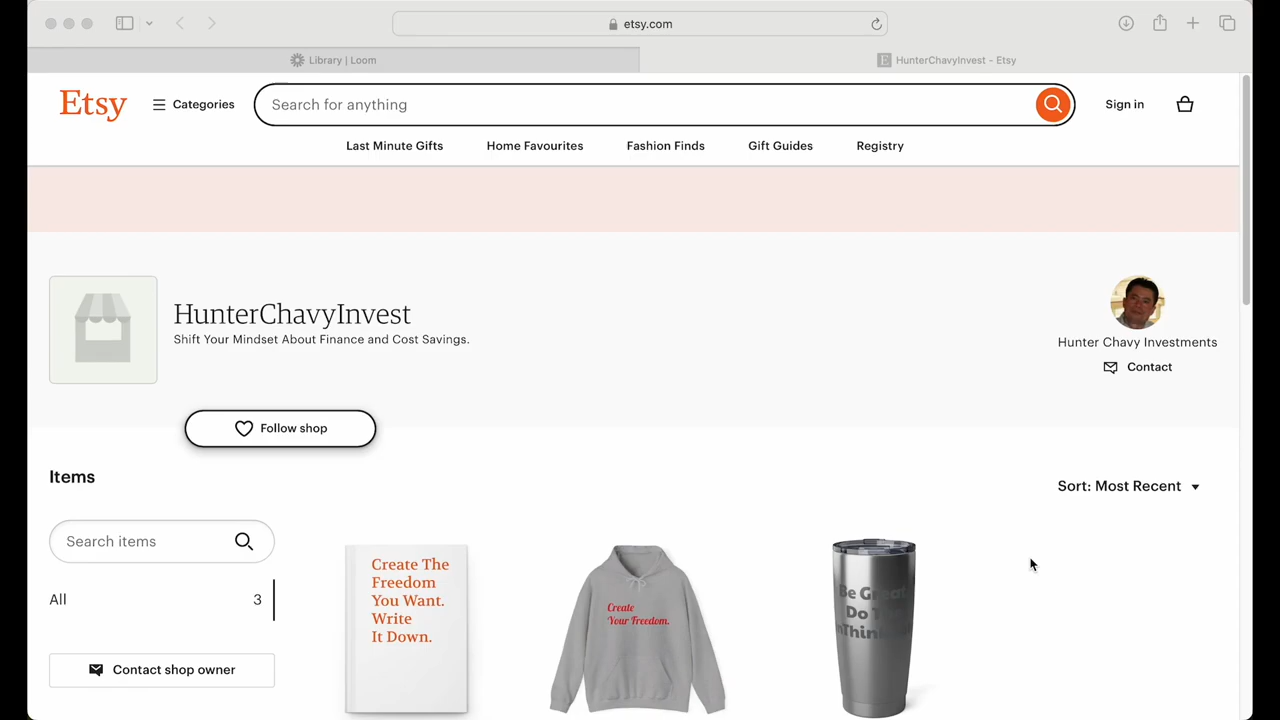 etsy.com
Library | Loom
HunterChavyInvest - Etsy
Etsy
Categories
Search for anything
Sign in
Last Minute Gifts
Home Favourites
Fashion Finds
Gift Guides
Registry
HunterChavyInvest
Shift Your Mindset About Finance and Cost Savings.
Hunter Chavy Investments
Contact
Follow shop
Items
Sort: Most Recent
Search items
All 3
Contact shop owner
Create The
Freedom
You Want.
Write
It Down.
Create
Your Freedom.
Be Great
Do T